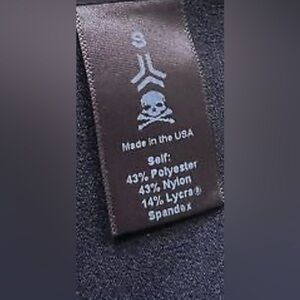 S
Made in the USA
Self:
43% Polyester
43% Nylon
14% Lycra®
Spandex